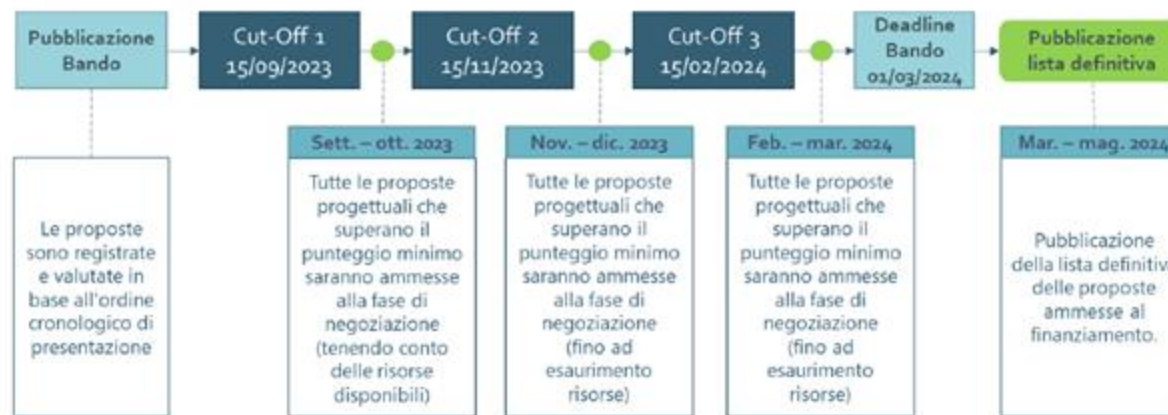 Pubblicazione
Bando
Cut-Off 1
15/09/2023
Cut-Off 2
15/11/2023
Cut-Off 3
15/02/2024
Deadline
Bando
01/03/2024
Pubblicazione
lista definitiva
Le proposte
sono registrate
e valutate in
base all'ordine
cronologico di
presentazione
Sett. – ott. 2023
Tutte le proposte
progettuali che
superano il
punteggio minimo
saranno ammesse
alla fase di
negoziazione
(tenendo conto
delle risorse
disponibili)
Nov. – dic. 2023
Tutte le proposte
progettuali che
superano il
punteggio minimo
saranno ammesse
alla fase di
negoziazione
(fino ad
esaurimento
risorse)
Feb. – mar. 2024
Tutte le proposte
progettuali che
superano il
punteggio minimo
saranno ammesse
alla fase di
negoziazione
(fino ad
esaurimento
risorse)
Mar. – mag. 2024
Pubblicazione
della lista definitiv
delle proposte
ammesse al
finanziamento.